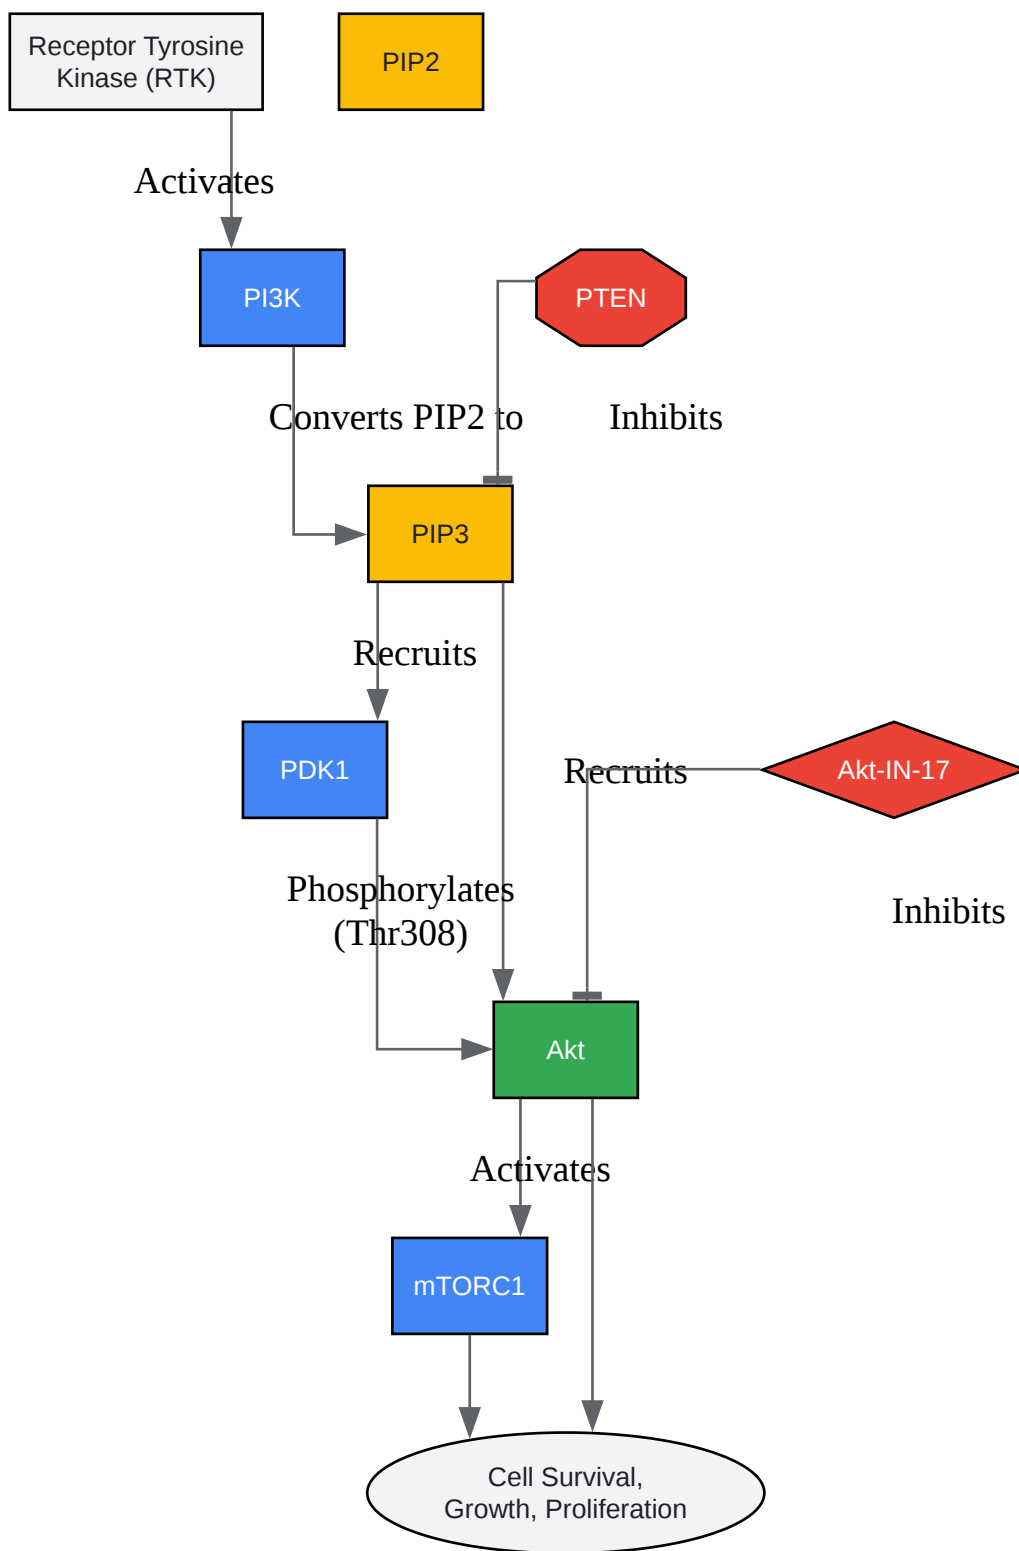 Receptor Tyrosine
Kinase (RTK)
PIP2
Activates
PI3K
PTEN
Converts PIP2 to
Inhibits
PIP3
Recruits
PDK1
Recruits
Akt-IN-17
Phosphorylates
(Thr308)
Inhibits
Akt
Activates
mTORC1
Cell Survival,
Growth, Proliferation